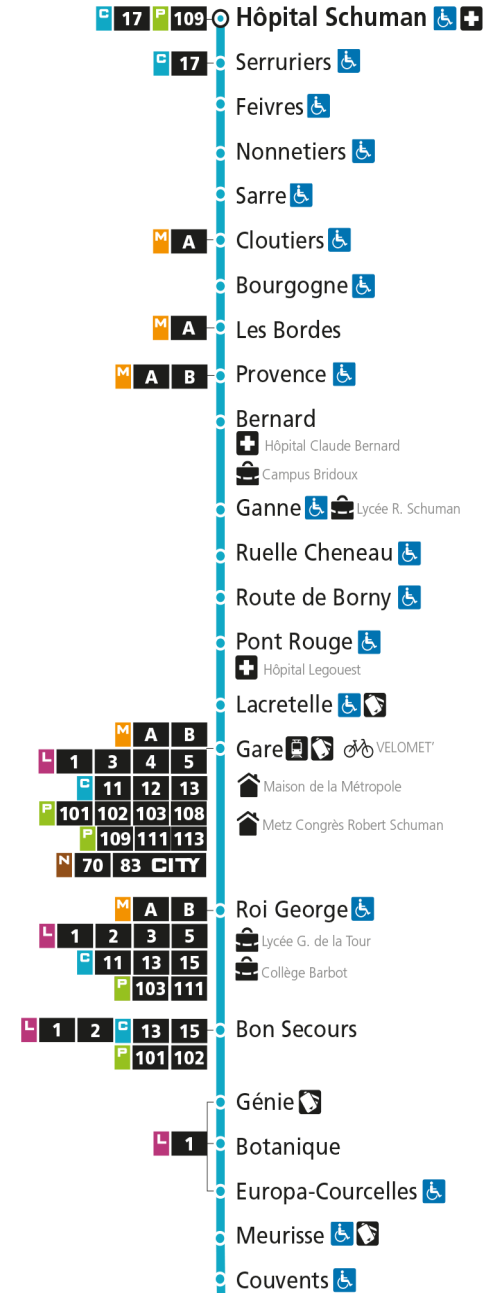 C 17 P 109 Hôpital Schuman
C 17 Serruriers
Feivres
Nonnetiers
Sarre
M A Cloutiers
Bourgogne
M A Les Bordes
M A B Provence
Bernard
Hôpital Claude Bernard
Campus Bridoux
Ganne Lycée R. Schuman
Ruelle Cheneau
Route de Borny
Pont Rouge
Hôpital Legouest
Lacretelle
M A B
Gare VELOMET'
L 1 3 4 5
C 11 12 13
Maison de la Métropole
P 101 102 103 108
Metz Congrès Robert Schuman
P 109 111 113
N 70 83 CITY
M A B Roi George
L 1 2 3 5
Lycée G. de la Tour
C 11 13 15
Collège Barbot
P 103 111
L 1 2 C 13 15 Bon Secours
P 101 102
Génie
L 1 Botanique
Europa-Courcelles
Meurisse
Couvents